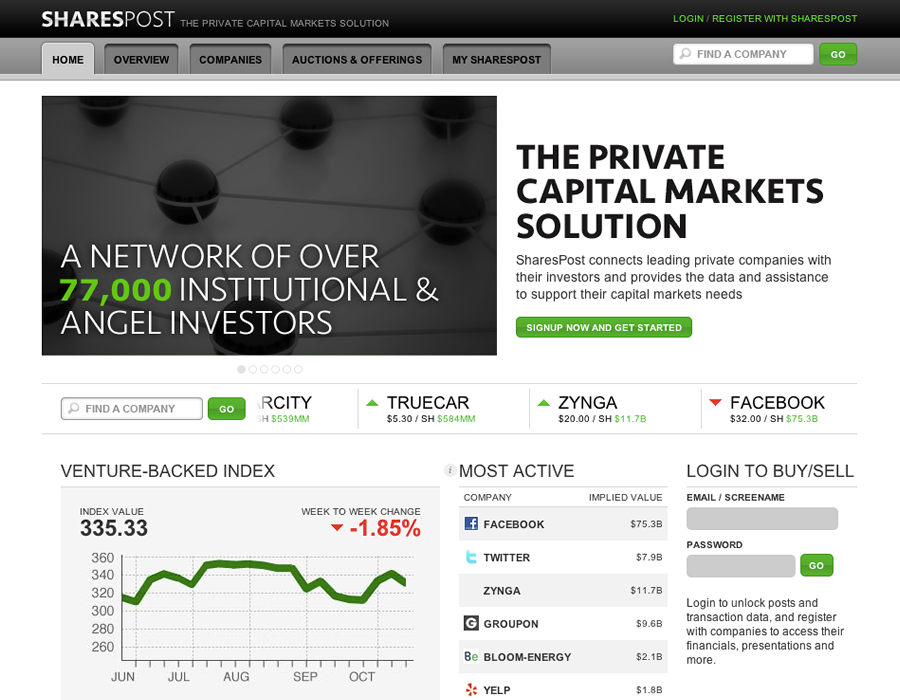 SHARESPOST THE PRIVATE CAPITAL MARKETS SOLUTION
LOGIN / REGISTER WITH SHARESPOST
HOME OVERVIEW COMPANIES AUCTIONS & OFFERINGS MY SHARESPOST
FIND A COMPANY GO
A NETWORK OF OVER
77,000 INSTITUTIONAL &
ANGEL INVESTORS
THE PRIVATE
CAPITAL MARKETS
SOLUTION
SharesPost connects leading private companies with
their investors and provides the data and assistance
to support their capital markets needs
SIGNUP NOW AND GET STARTED
FIND A COMPANY GO
RCITY
SH $539MM
TRUECAR
$5.30 / SH $584MM
ZYNGA
$20.00 / SH $11.7B
FACEBOOK
$32.00 / SH $75.3B
VENTURE-BACKED INDEX
INDEX VALUE
335.33
WEEK TO WEEK CHANGE
-1.85%
360
340
320
300
280
260
JUN JUL AUG SEP OCT
i
MOST ACTIVE
COMPANY IMPLIED VALUE
f FACEBOOK $75.3B
t TWITTER $7.9B
ZYNGA $11.7B
G GROUPON $9.6B
Be BLOOM-ENERGY $2.1B
YELP $1.8B
LOGIN TO BUY/SELL
EMAIL / SCREENAME
PASSWORD
GO
Login to unlock posts and
transaction data, and register
with companies to access their
financials, presentations and
more.